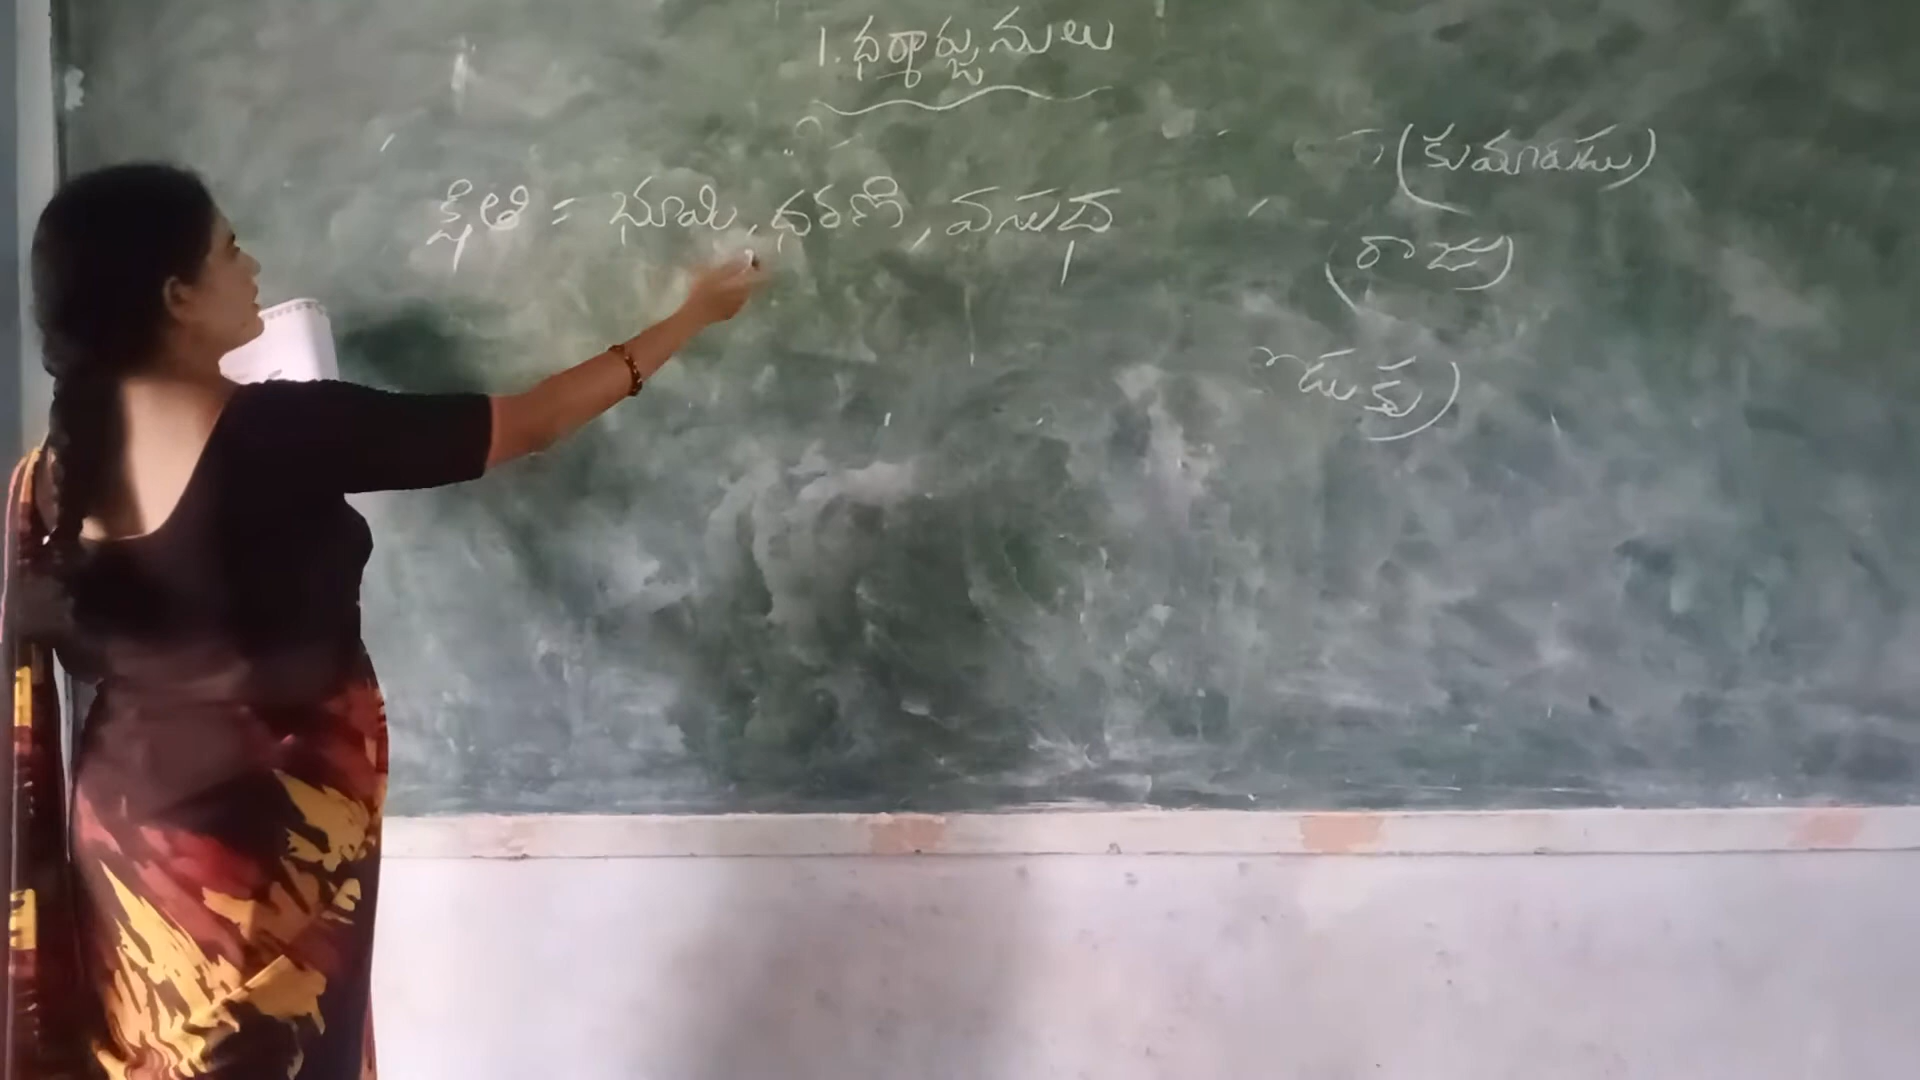 1. ధర్మార్జునులు
(కుమారుడు)
క్షితి = భూమి, ధరణి, వసుధ
(రాజు)